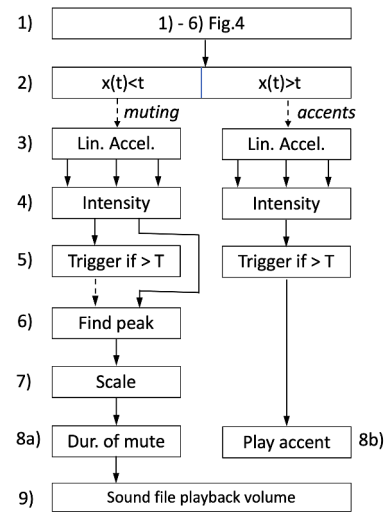 1) 1) - 6) Fig.4
2) x(t)<t x(t)>t
muting accents
3) Lin. Accel. Lin. Accel.
4) Intensity Intensity
5) Trigger if > T Trigger if > T
6) Find peak
7) Scale
8a) Dur. of mute Play accent 8b)
9) Sound file playback volume